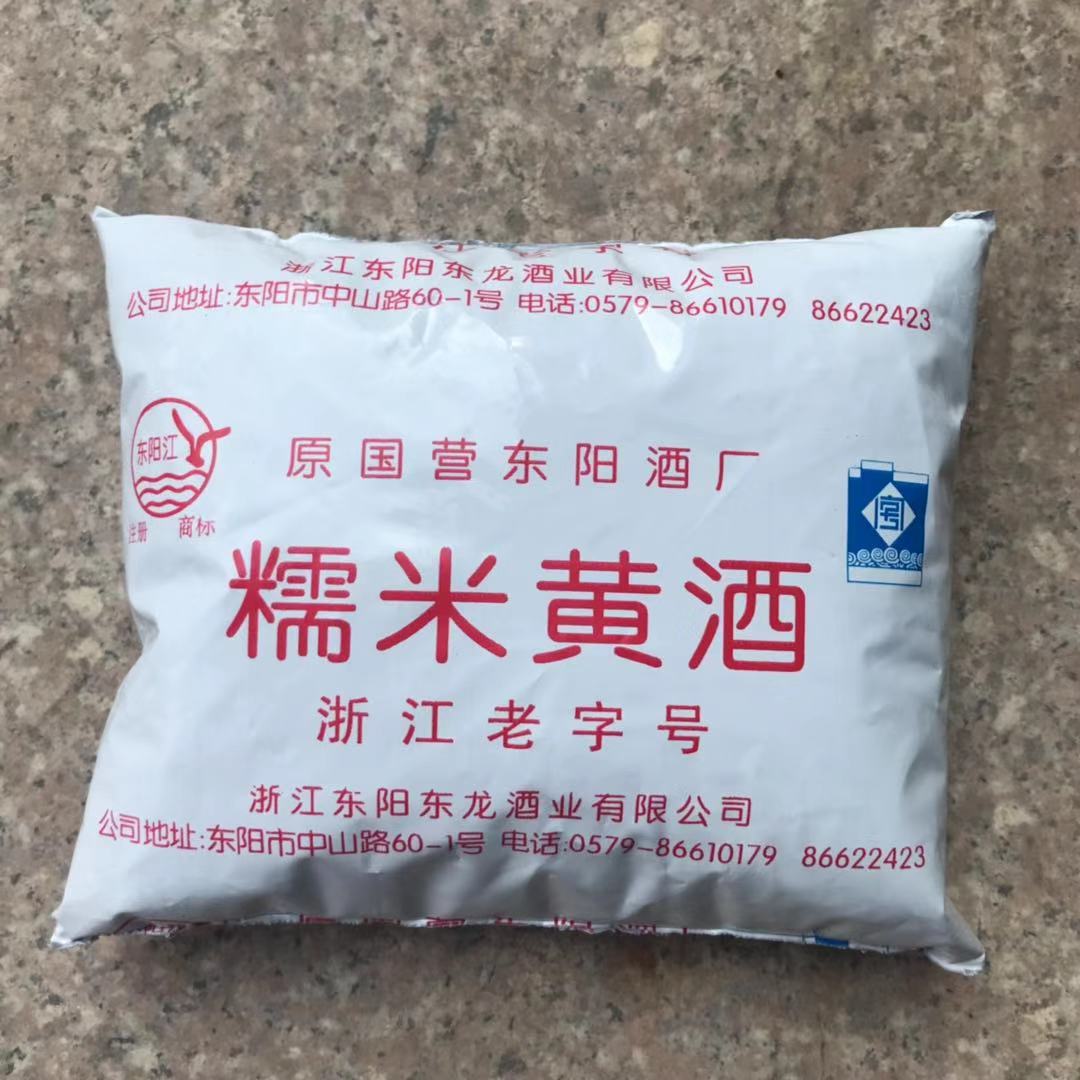 浙江东阳东龙酒业有限公司
公司地址:东阳市中山路60-1号 电话:0579-86610179 86622423
东阳江
注册 商标
原国营东阳酒厂
字号
糯米黄酒
浙江老字号
浙江东阳东龙酒业有限公司
公司地址:东阳市中山路60-1号 电话:0579-86610179 86622423